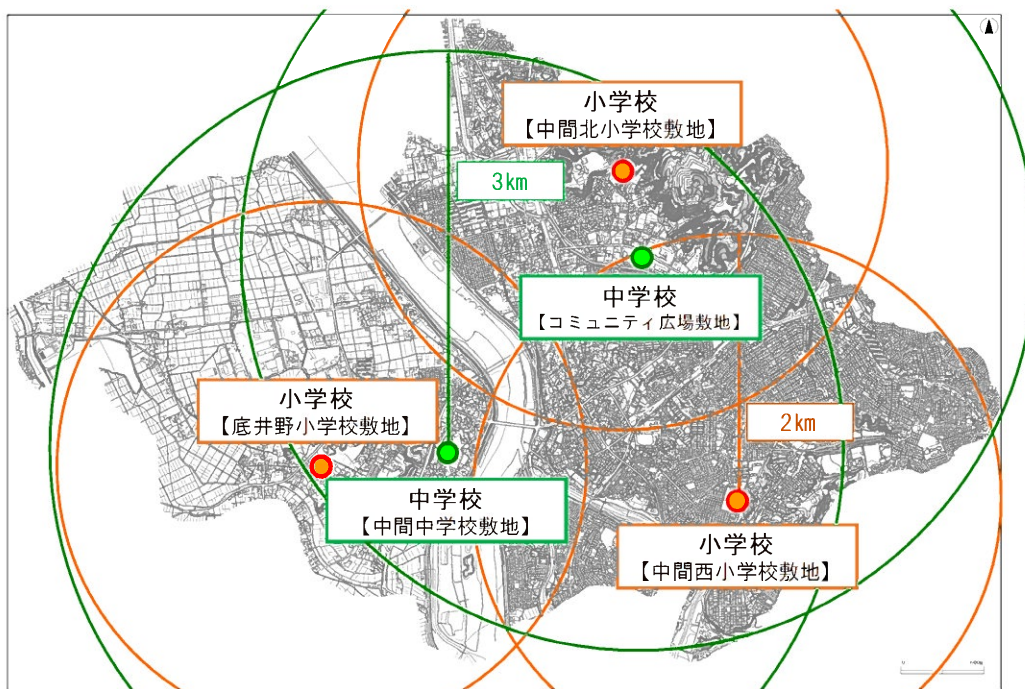 小学校
【中間北小学校敷地】
3km
中学校
【コミュニティ広場敷地】
小学校
【底井野小学校敷地】
2km
中学校
【中間中学校敷地】
小学校
【中間西小学校敷地】